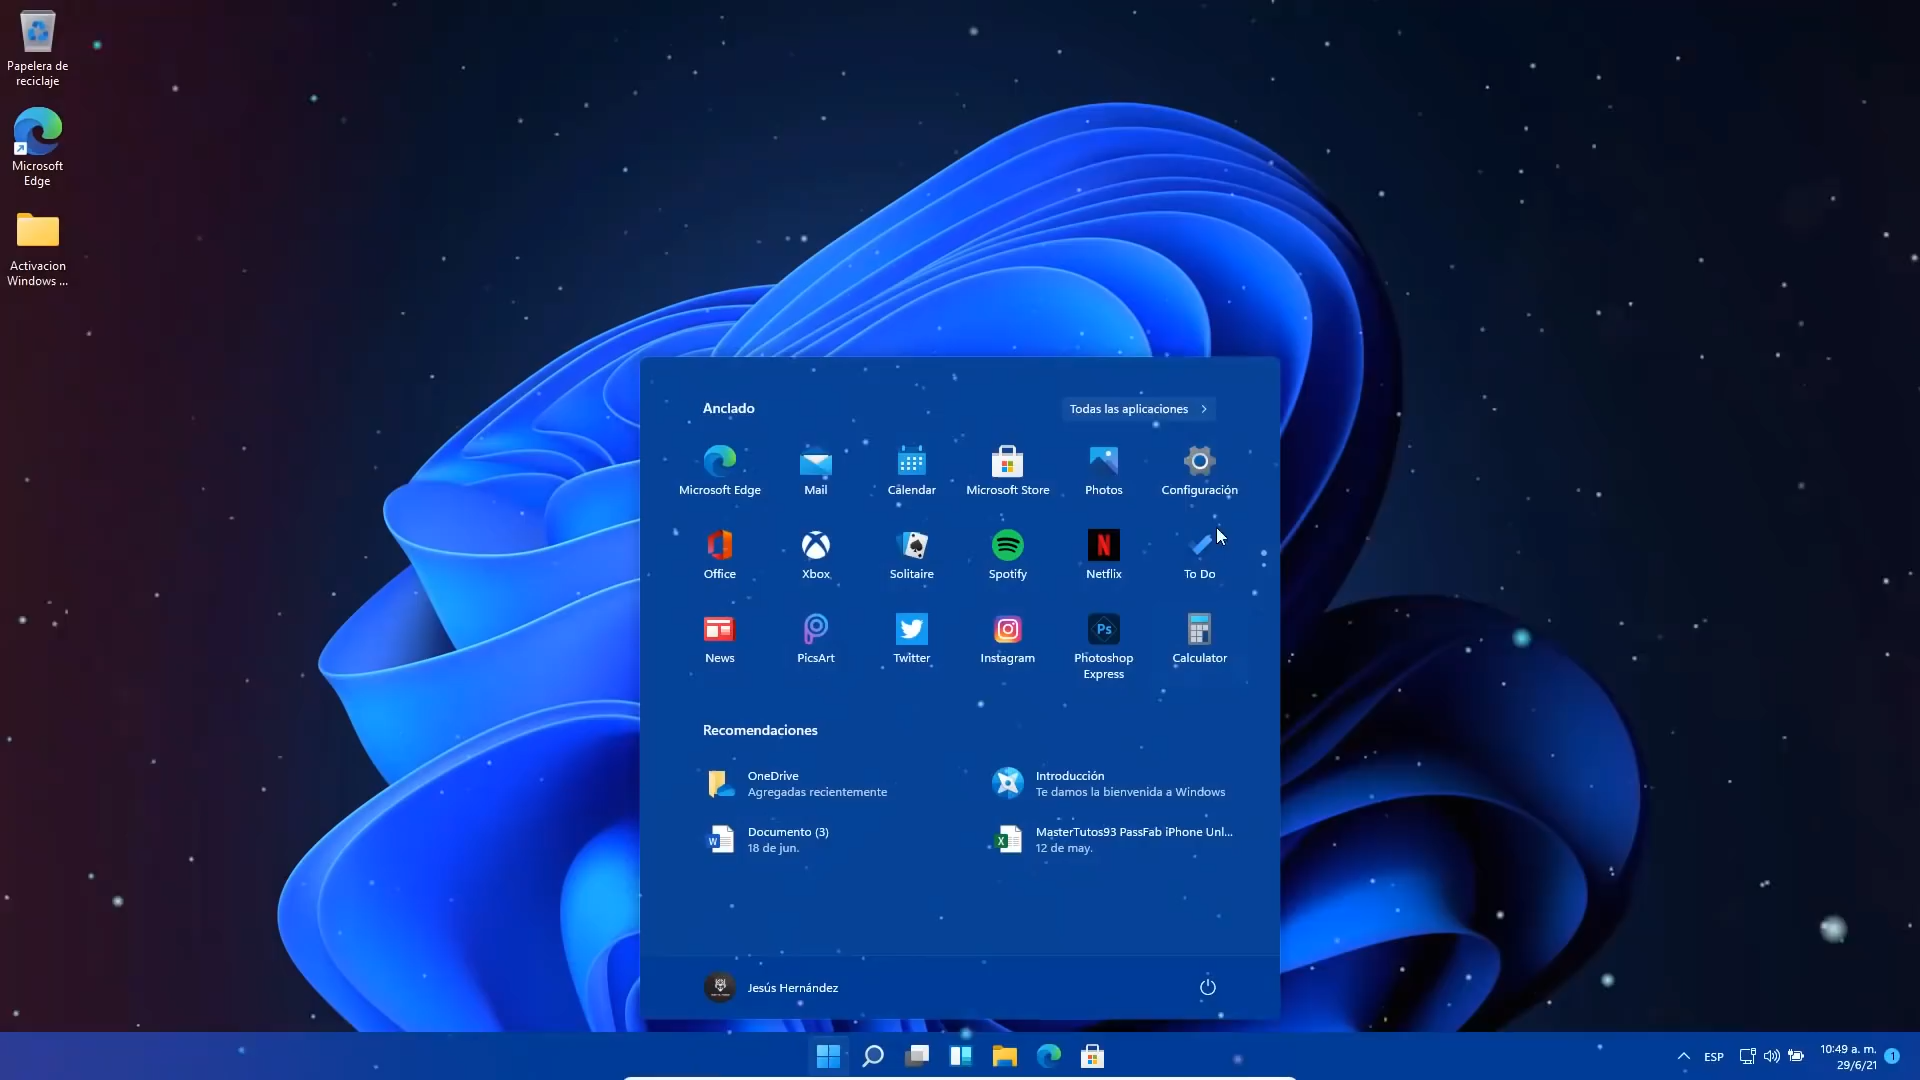 Papelera de
reciclaje
Microsoft
Edge
Activacion
Windows ...
Anclado
Todas las aplicaciones
Microsoft Edge
Mail
Calendar
Microsoft Store
Photos
Configuración
Office
Xbox
Solitaire
Spotify
Netflix
To Do
News
PicsArt
Twitter
Instagram
Ps
Photoshop
Express
Calculator
Recomendaciones
OneDrive
Agregadas recientemente
Introducción
Te damos la bienvenida a Windows
Documento (3)
18 de jun.
MasterTutos93 PassFab iPhone Unl...
12 de may.
Jesús Hernández
ESP
10:49 a. m.
29/6/21
1